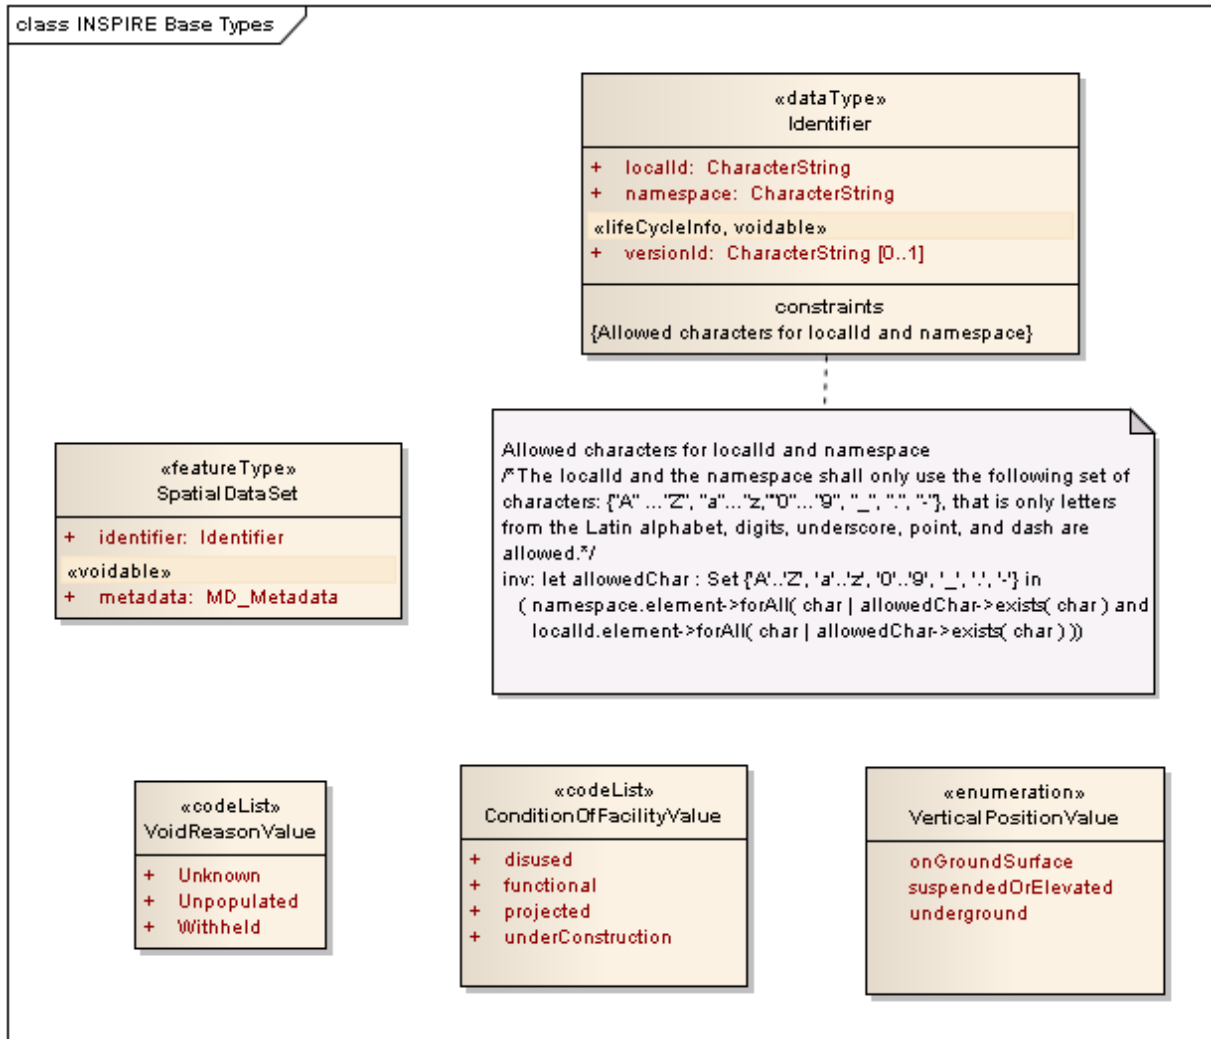 class INSPIRE Base Types
«dataType»
Identifier
+ localId: CharacterString
+ namespace: CharacterString
«lifeCycleInfo, voidable»
+ versionId: CharacterString [0..1]
constraints
{Allowed characters for localId and namespace}
Allowed characters for localId and namespace
/*The localId and the namespace shall only use the following set of
characters: {"A" ..."Z", "a"..."z,""0"..."9", "_", ".", "-"}, that is only letters
from the Latin alphabet, digits, underscore, point, and dash are
allowed.*/
inv: let allowedChar : Set {'A'..'Z', 'a'..'z', '0'..'9', '_', '.', '-'} in
( namespace.element->forAll( char | allowedChar->exists( char ) and
localId.element->forAll( char | allowedChar->exists( char ) ))
«featureType»
SpatialDataSet
+ identifier: Identifier
«voidable»
+ metadata: MD_Metadata
«codeList»
VoidReasonValue
+ Unknown
+ Unpopulated
+ Withheld
«codeList»
ConditionOfFacilityValue
+ disused
+ functional
+ projected
+ underConstruction
«enumeration»
VerticalPositionValue
onGroundSurface
suspendedOrElevated
underground